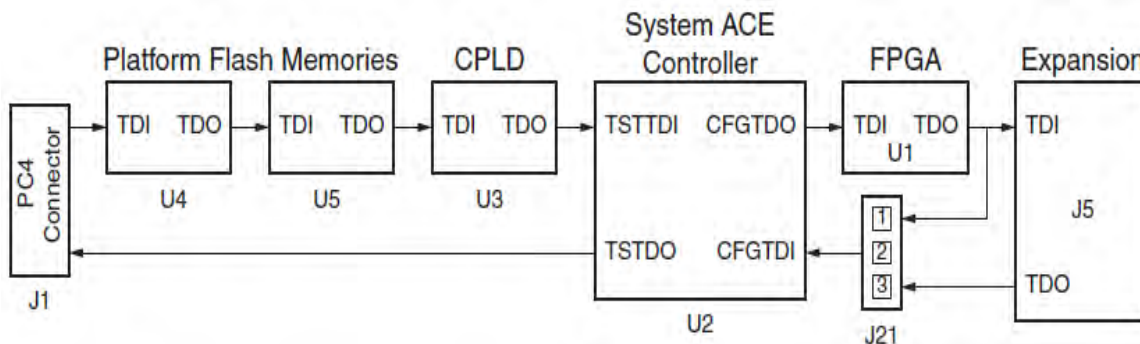 System ACE
Platform Flash Memories CPLD Controller FPGA Expansion
PC4 Connector
TDI TDO TDI TDO TDI TDO TSTTDI CFGTDO TDI TDO TDI
U1
U4 U5 U3
1
J5
TSTDO CFGTDI 2
3 TDO
J1
U2
J21